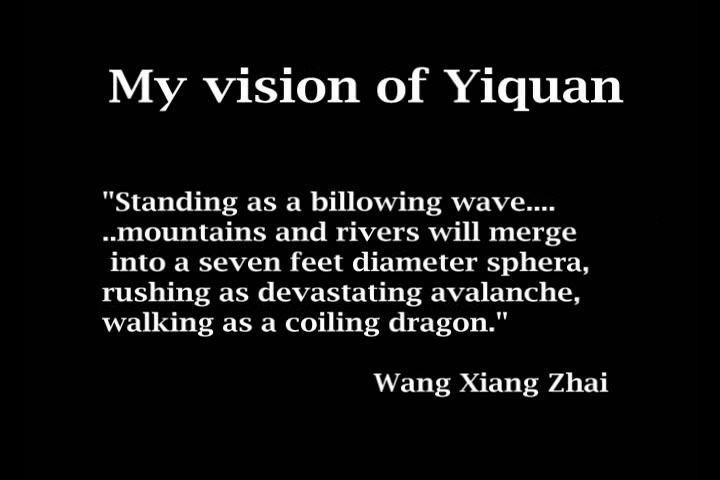 My vision of Yiquan
"Standing as a billowing wave....
..mountains and rivers will merge
into a seven feet diameter sphera,
rushing as devastating avalanche,
walking as a coiling dragon."
Wang Xiang Zhai